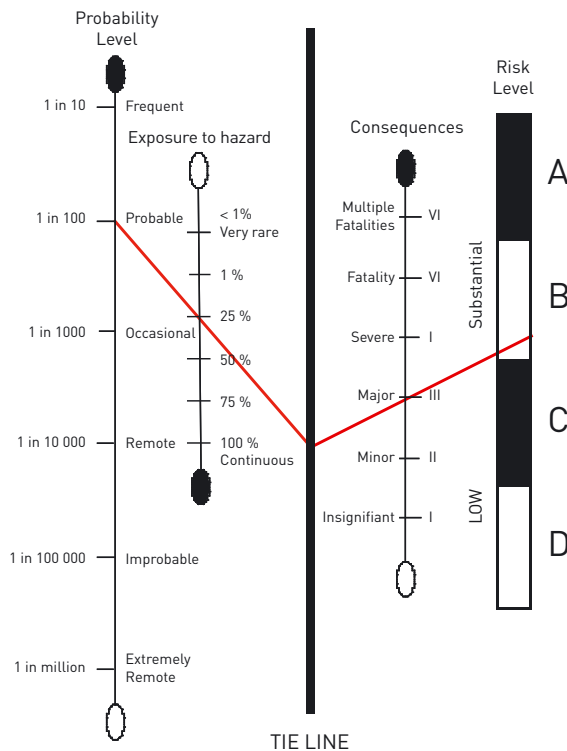 Probability
Level
1 in 10 Frequent
1 in 100 Probable
1 in 1000 Occasional
1 in 10 000 Remote
1 in 100 000 Improbable
1 in million Extremely
Remote
Exposure to hazard
< 1%
Very rare
1 %
25 %
50 %
75 %
100 %
Continuous
TIE LINE
Consequences
Multiple
Fatalities VI
Fatality VI
Severe I
Major III
Minor II
Insignifiant I
Risk
Level
Substantial
LOW
A
B
C
D